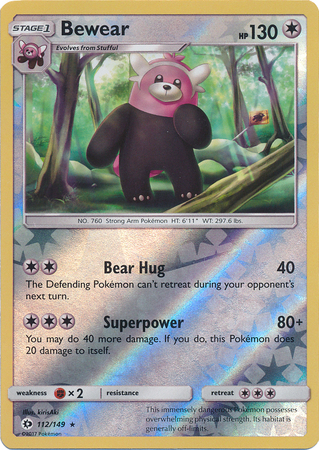 STAGE 1 Bewear HP 130
Evolves from Stufful
NO. 760 Strong Arm Pokémon HT: 6'11" WT: 297.6 lbs.
Bear Hug 40
The Defending Pokémon can't retreat during your opponent's
next turn.
Superpower 80+
You may do 40 more damage. If you do, this Pokémon does
20 damage to itself.
weakness × 2 resistance retreat
illus. kirisAki
112/149 ★
©2017 Pokémon
This immensely dangerous Pokémon possesses
overwhelming physical strength. Its habitat is
generally off-limits.